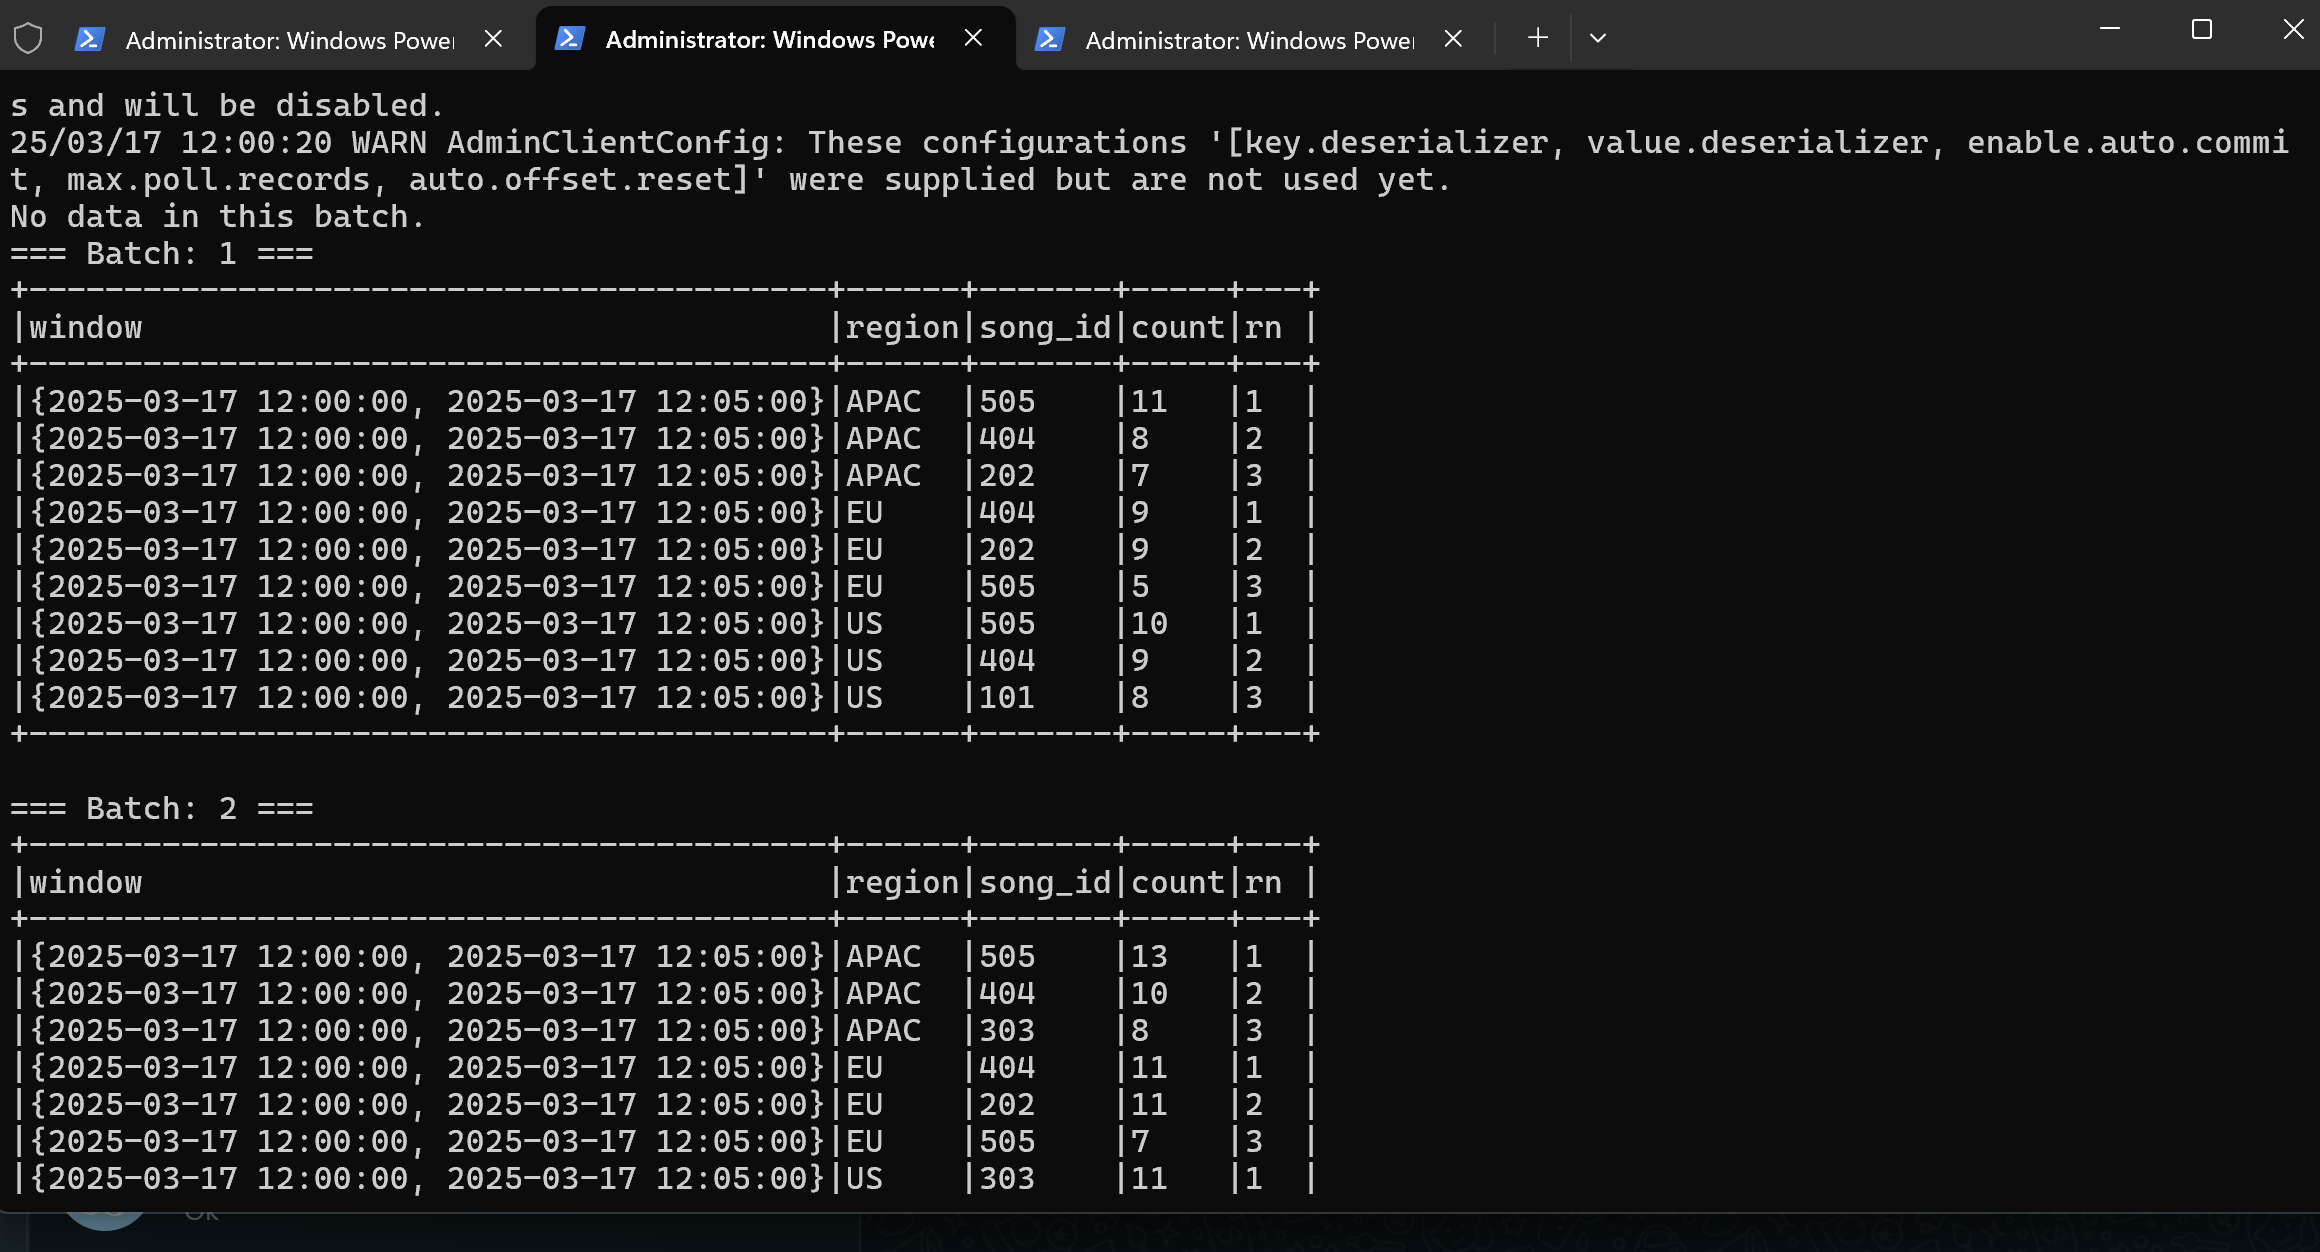 Administrator: Windows Power
Administrator: Windows Powe
Administrator: Windows Power
s and will be disabled.
25/03/17 12:00:20 WARN AdminClientConfig: These configurations '[key.deserializer, value.deserializer, enable.auto.commi
t, max.poll.records, auto.offset.reset]' were supplied but are not used yet.
No data in this batch.
=== Batch: 1 ===
+------------------------------------------+------+-------+-----+---+
|window                                    |region|song_id|count|rn |
+------------------------------------------+------+-------+-----+---+
|{2025-03-17 12:00:00, 2025-03-17 12:05:00}|APAC  |505    |11   |1  |
|{2025-03-17 12:00:00, 2025-03-17 12:05:00}|APAC  |404    |8    |2  |
|{2025-03-17 12:00:00, 2025-03-17 12:05:00}|APAC  |202    |7    |3  |
|{2025-03-17 12:00:00, 2025-03-17 12:05:00}|EU    |404    |9    |1  |
|{2025-03-17 12:00:00, 2025-03-17 12:05:00}|EU    |202    |9    |2  |
|{2025-03-17 12:00:00, 2025-03-17 12:05:00}|EU    |505    |5    |3  |
|{2025-03-17 12:00:00, 2025-03-17 12:05:00}|US    |505    |10   |1  |
|{2025-03-17 12:00:00, 2025-03-17 12:05:00}|US    |404    |9    |2  |
|{2025-03-17 12:00:00, 2025-03-17 12:05:00}|US    |101    |8    |3  |
+------------------------------------------+------+-------+-----+---+
=== Batch: 2 ===
+------------------------------------------+------+-------+-----+---+
|window                                    |region|song_id|count|rn |
+------------------------------------------+------+-------+-----+---+
|{2025-03-17 12:00:00, 2025-03-17 12:05:00}|APAC  |505    |13   |1  |
|{2025-03-17 12:00:00, 2025-03-17 12:05:00}|APAC  |404    |10   |2  |
|{2025-03-17 12:00:00, 2025-03-17 12:05:00}|APAC  |303    |8    |3  |
|{2025-03-17 12:00:00, 2025-03-17 12:05:00}|EU    |404    |11   |1  |
|{2025-03-17 12:00:00, 2025-03-17 12:05:00}|EU    |202    |11   |2  |
|{2025-03-17 12:00:00, 2025-03-17 12:05:00}|EU    |505    |7    |3  |
|{2025-03-17 12:00:00, 2025-03-17 12:05:00}|US    |303    |11   |1  |